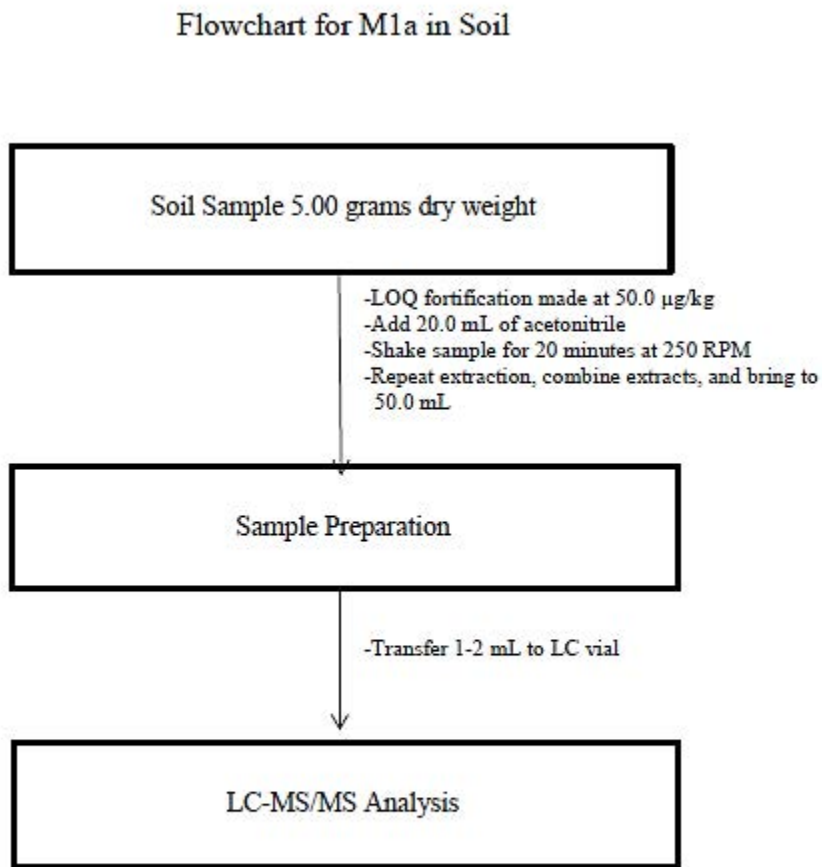 Flowchart for M1a in Soil
Soil Sample 5.00 grams dry weight
-LOQ fortification made at 50.0 µg/kg
-Add 20.0 mL of acetonitrile
-Shake sample for 20 minutes at 250 RPM
-Repeat extraction, combine extracts, and bring to
50.0 mL
Sample Preparation
-Transfer 1-2 mL to LC vial
LC-MS/MS Analysis